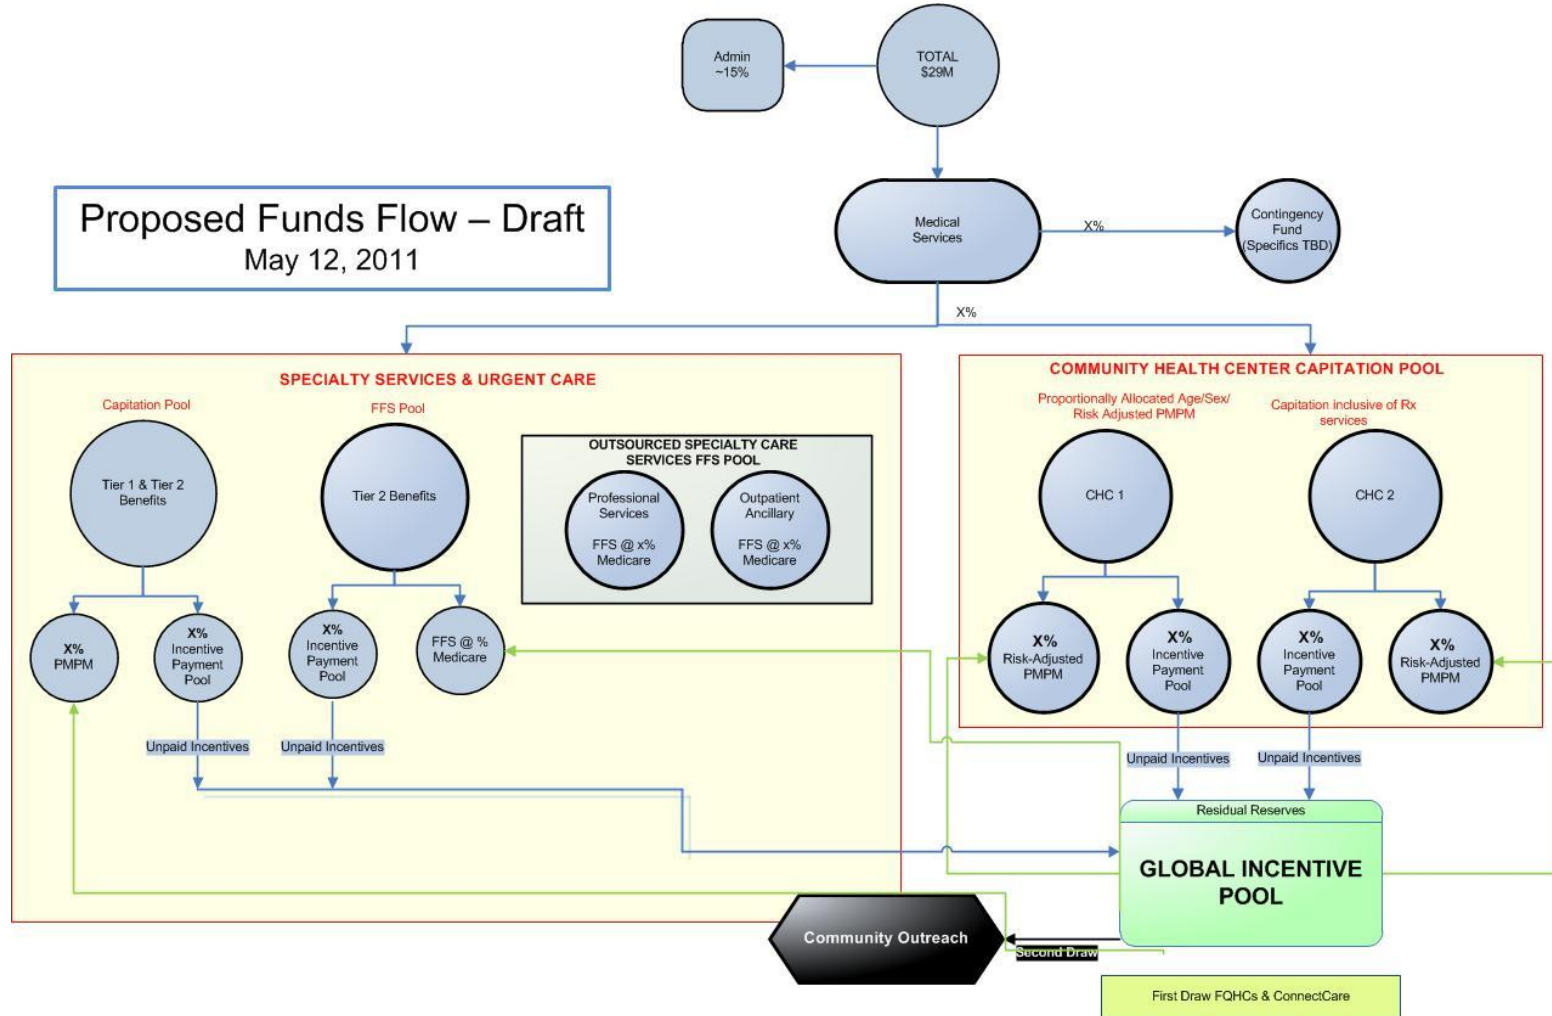 Admin
~15%
TOTAL
$29M
Proposed Funds Flow – Draft
May 12, 2011
Medical
Services
X%
Contingency
Fund
(Specifics TBD)
X%
SPECIALTY SERVICES & URGENT CARE
Capitation Pool
FFS Pool
Tier 1 & Tier 2
Benefits
Tier 2 Benefits
OUTSOURCED SPECIALTY CARE
SERVICES FFS POOL
Professional
Services
FFS @ x%
Medicare
Outpatient
Ancillary
FFS @ x%
Medicare
X%
PMPM
X%
Incentive
Payment
Pool
X%
Incentive
Payment
Pool
FFS @ %
Medicare
Unpaid Incentives
Unpaid Incentives
COMMUNITY HEALTH CENTER CAPITATION POOL
Proportionally Allocated Age/Sex/
Risk Adjusted PMPM
Capitation inclusive of Rx
services
CHC 1
CHC 2
X%
Risk-Adjusted
PMPM
X%
Incentive
Payment
Pool
X%
Incentive
Payment
Pool
X%
Risk-Adjusted
PMPM
Unpaid Incentives
Unpaid Incentives
Residual Reserves
GLOBAL INCENTIVE
POOL
Community Outreach
Second Draw
First Draw FQHCs & ConnectCare